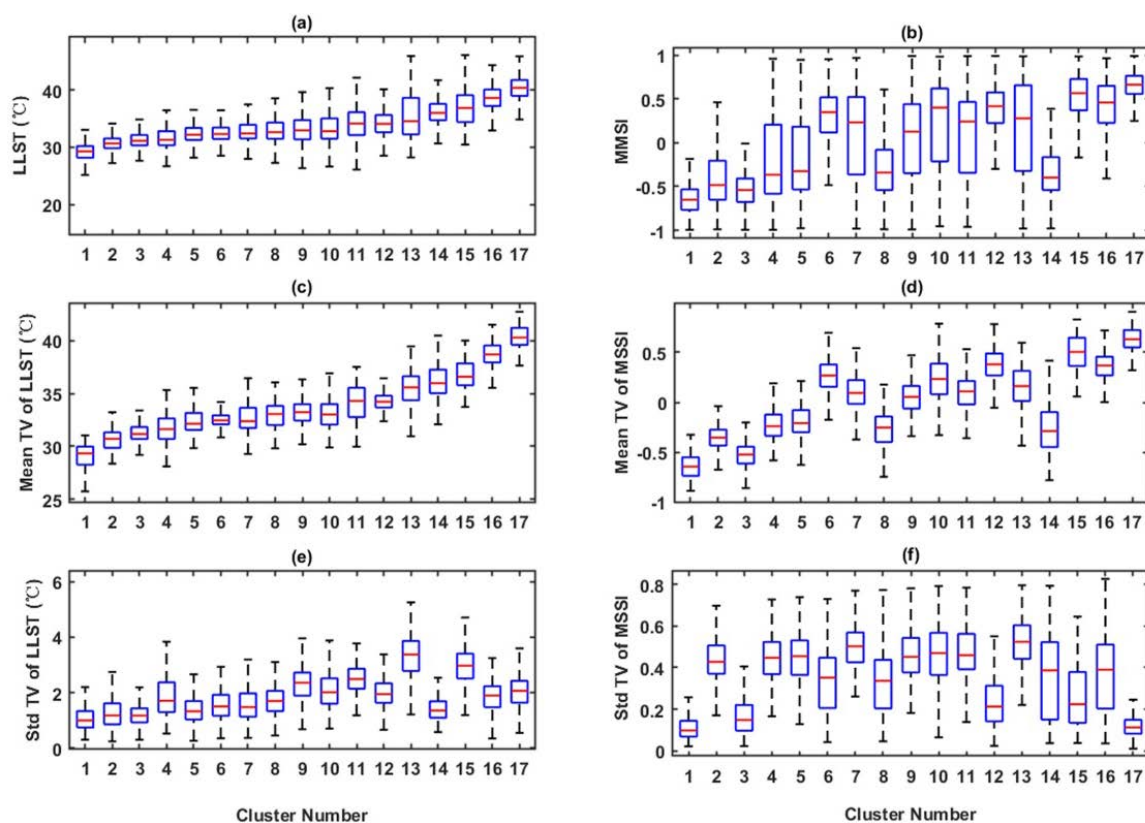 (a)
LLST (℃)
40
30
20
1 2 3 4 5 6 7 8 9 10 11 12 13 14 15 16 17
(b)
MMSI
1
0.5
0
-0.5
-1
1 2 3 4 5 6 7 8 9 10 11 12 13 14 15 16 17
(c)
Mean TV of LLST (℃)
40
35
30
25
1 2 3 4 5 6 7 8 9 10 11 12 13 14 15 16 17
(d)
Mean TV of MSSI
0.5
0
-0.5
-1
1 2 3 4 5 6 7 8 9 10 11 12 13 14 15 16 17
(e)
Std TV of LLST (℃)
6
4
2
0
1 2 3 4 5 6 7 8 9 10 11 12 13 14 15 16 17
Cluster Number
(f)
Std TV of MSSI
0.8
0.6
0.4
0.2
0
1 2 3 4 5 6 7 8 9 10 11 12 13 14 15 16 17
Cluster Number